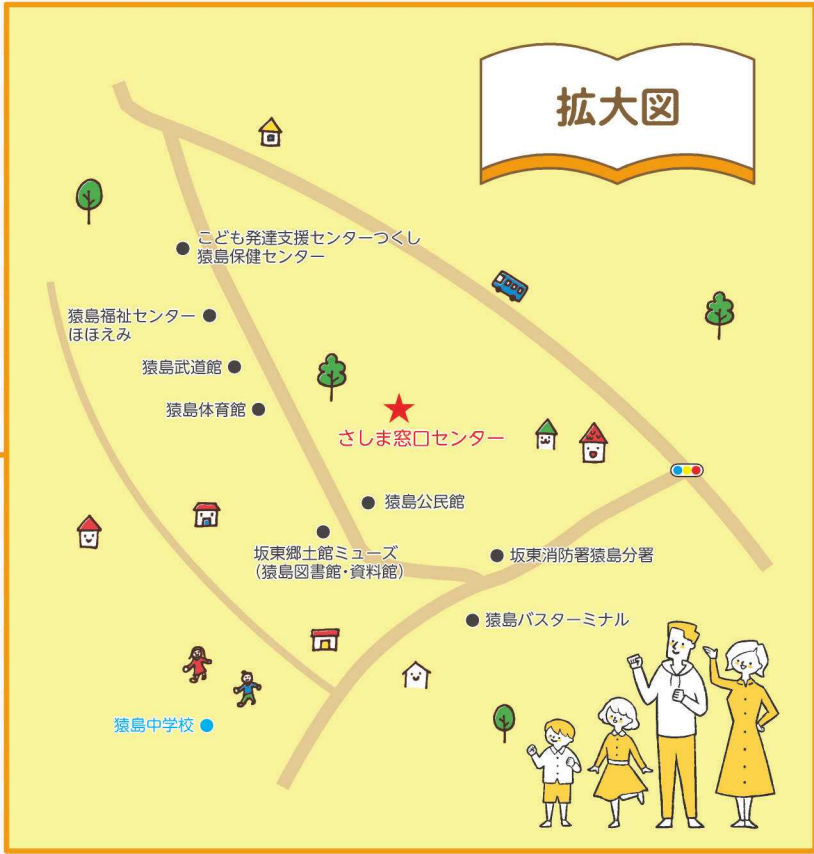 拡大図
こども発達支援センターつくし
猿島保健センター
猿島福祉センター
ほほえみ
猿島武道館
猿島体育館
さしま窓口センター
猿島公民館
坂東郷土館ミューズ
(猿島図書館・資料館)
坂東消防署猿島分署
猿島バスターミナル
猿島中学校